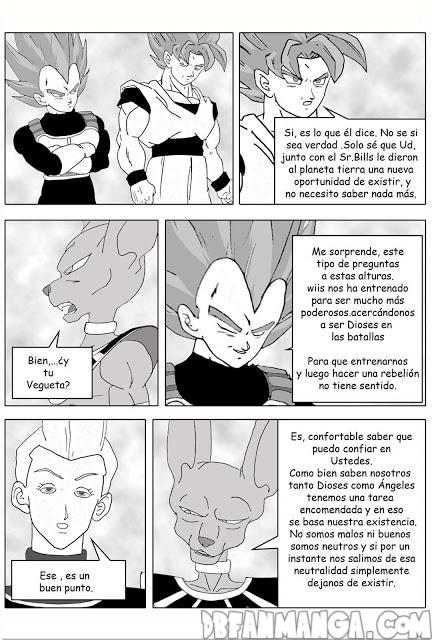 Si, es lo que él dice. No se si
sea verdad .Solo sé que Ud,
junto con el Sr.Bills le dieron
al planeta tierra una nueva
oportunidad de existir, y
no necesito saber nada más.
Bien,...¿y
tu
Vegueta?
Me sorprende, este
tipo de preguntas
a estas alturas.
wiis nos ha entrenado
para ser mucho más
poderosos.acercándonos
a ser Dioses en
las batallas
Para que entrenarnos
y luego hacer una rebelión
no tiene sentido.
Ese , es un
buen punto.
Es, confortable saber que
puedo confiar en
Ustedes.
Como bien saben nosotros
tanto Dioses como Ángeles
tenemos una tarea
encomendada y en eso
se basa nuestra existencia.
No somos malos ni buenos
somos neutros y si por un
instante nos salimos de esa
neutralidad simplemente
dejanos de existir.
DBFANMANGA.COM